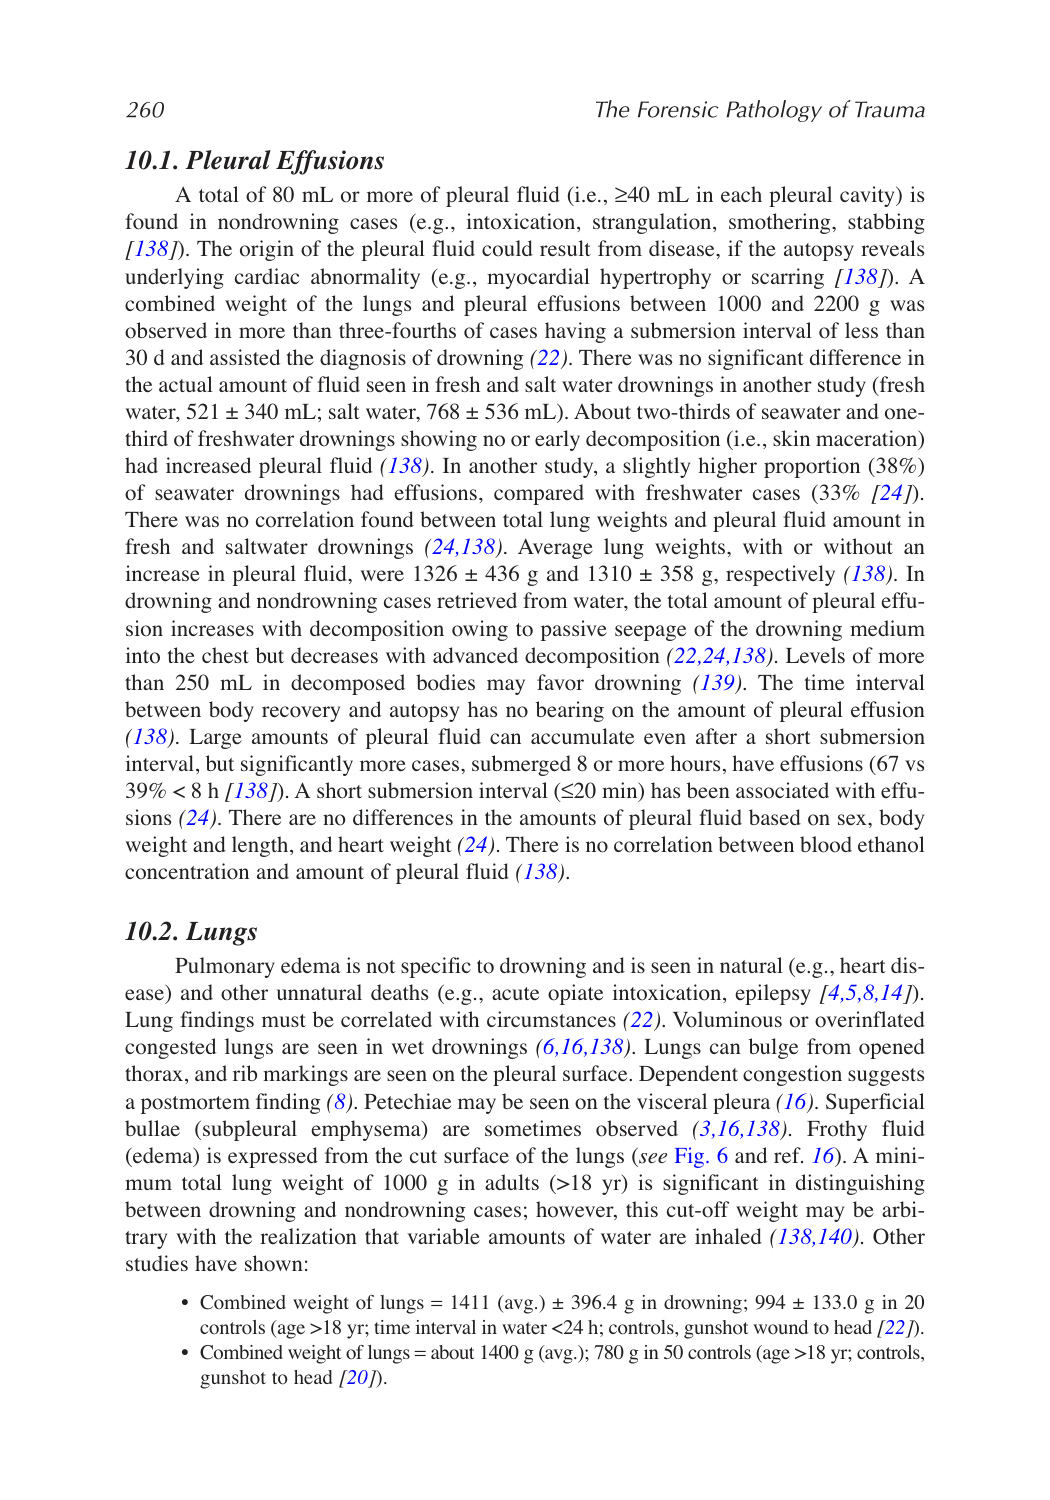 260 The Forensic Pathology of Trauma
10.1. Pleural Effusions
A total of 80 mL or more of pleural fluid (i.e., ≥40 mL in each pleural cavity) is
found in nondrowning cases (e.g., intoxication, strangulation, smothering, stabbing
[138]). The origin of the pleural fluid could result from disease, if the autopsy reveals
underlying cardiac abnormality (e.g., myocardial hypertrophy or scarring [138]). A
combined weight of the lungs and pleural effusions between 1000 and 2200 g was
observed in more than three-fourths of cases having a submersion interval of less than
30 d and assisted the diagnosis of drowning (22). There was no significant difference in
the actual amount of fluid seen in fresh and salt water drownings in another study (fresh
water, 521 ± 340 mL; salt water, 768 ± 536 mL). About two-thirds of seawater and one-
third of freshwater drownings showing no or early decomposition (i.e., skin maceration)
had increased pleural fluid (138). In another study, a slightly higher proportion (38%)
of seawater drownings had effusions, compared with freshwater cases (33% [24]).
There was no correlation found between total lung weights and pleural fluid amount in
fresh and saltwater drownings (24,138). Average lung weights, with or without an
increase in pleural fluid, were 1326 ± 436 g and 1310 ± 358 g, respectively (138). In
drowning and nondrowning cases retrieved from water, the total amount of pleural effu-
sion increases with decomposition owing to passive seepage of the drowning medium
into the chest but decreases with advanced decomposition (22,24,138). Levels of more
than 250 mL in decomposed bodies may favor drowning (139). The time interval
between body recovery and autopsy has no bearing on the amount of pleural effusion
(138). Large amounts of pleural fluid can accumulate even after a short submersion
interval, but significantly more cases, submerged 8 or more hours, have effusions (67 vs
39% < 8 h [138]). A short submersion interval (≤20 min) has been associated with effu-
sions (24). There are no differences in the amounts of pleural fluid based on sex, body
weight and length, and heart weight (24). There is no correlation between blood ethanol
concentration and amount of pleural fluid (138).
10.2. Lungs
Pulmonary edema is not specific to drowning and is seen in natural (e.g., heart dis-
ease) and other unnatural deaths (e.g., acute opiate intoxication, epilepsy [4,5,8,14]).
Lung findings must be correlated with circumstances (22). Voluminous or overinflated
congested lungs are seen in wet drownings (6,16,138). Lungs can bulge from opened
thorax, and rib markings are seen on the pleural surface. Dependent congestion suggests
a postmortem finding (8). Petechiae may be seen on the visceral pleura (16). Superficial
bullae (subpleural emphysema) are sometimes observed (3,16,138). Frothy fluid
(edema) is expressed from the cut surface of the lungs (see Fig. 6 and ref. 16). A mini-
mum total lung weight of 1000 g in adults (>18 yr) is significant in distinguishing
between drowning and nondrowning cases; however, this cut-off weight may be arbi-
trary with the realization that variable amounts of water are inhaled (138,140). Other
studies have shown:
• Combined weight of lungs = 1411 (avg.) ± 396.4 g in drowning; 994 ± 133.0 g in 20
controls (age >18 yr; time interval in water <24 h; controls, gunshot wound to head [22]).
• Combined weight of lungs = about 1400 g (avg.); 780 g in 50 controls (age >18 yr; controls,
gunshot to head [20]).